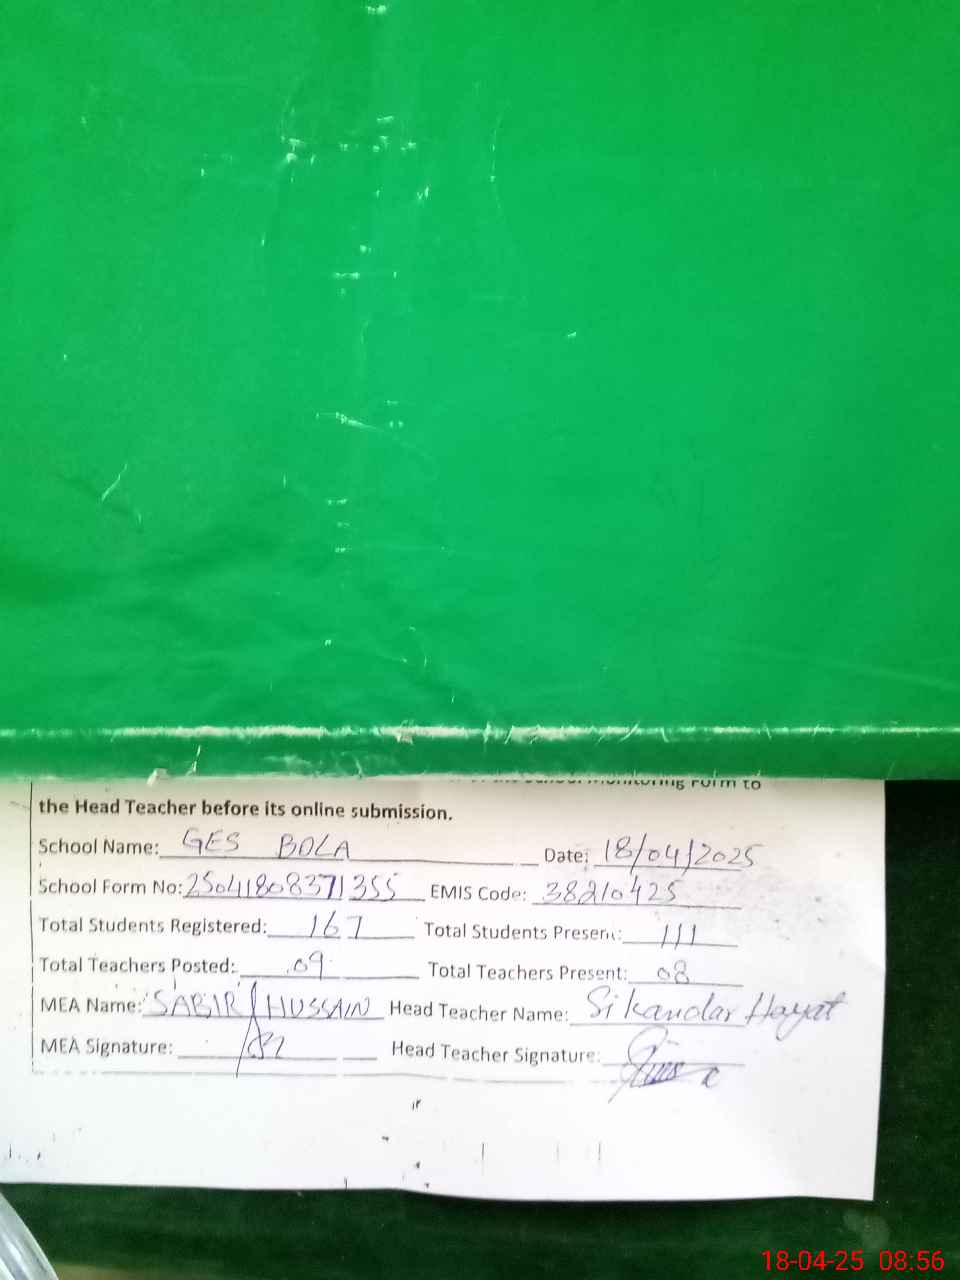 Monitoring Form to
the Head Teacher before its online submission.
School Name: GES BOLA Date: 18/04/2025
School Form No: 25041808371355 EMIS Code: 38210425
Total Students Registered: 167 Total Students Present: 111
Total Teachers Posted: 09 Total Teachers Present: 08
MEA Name: SABIR HUSSAIN Head Teacher Name: Sikandar Hayat
MEA Signature: Head Teacher Signature:
18-04-25 08:56